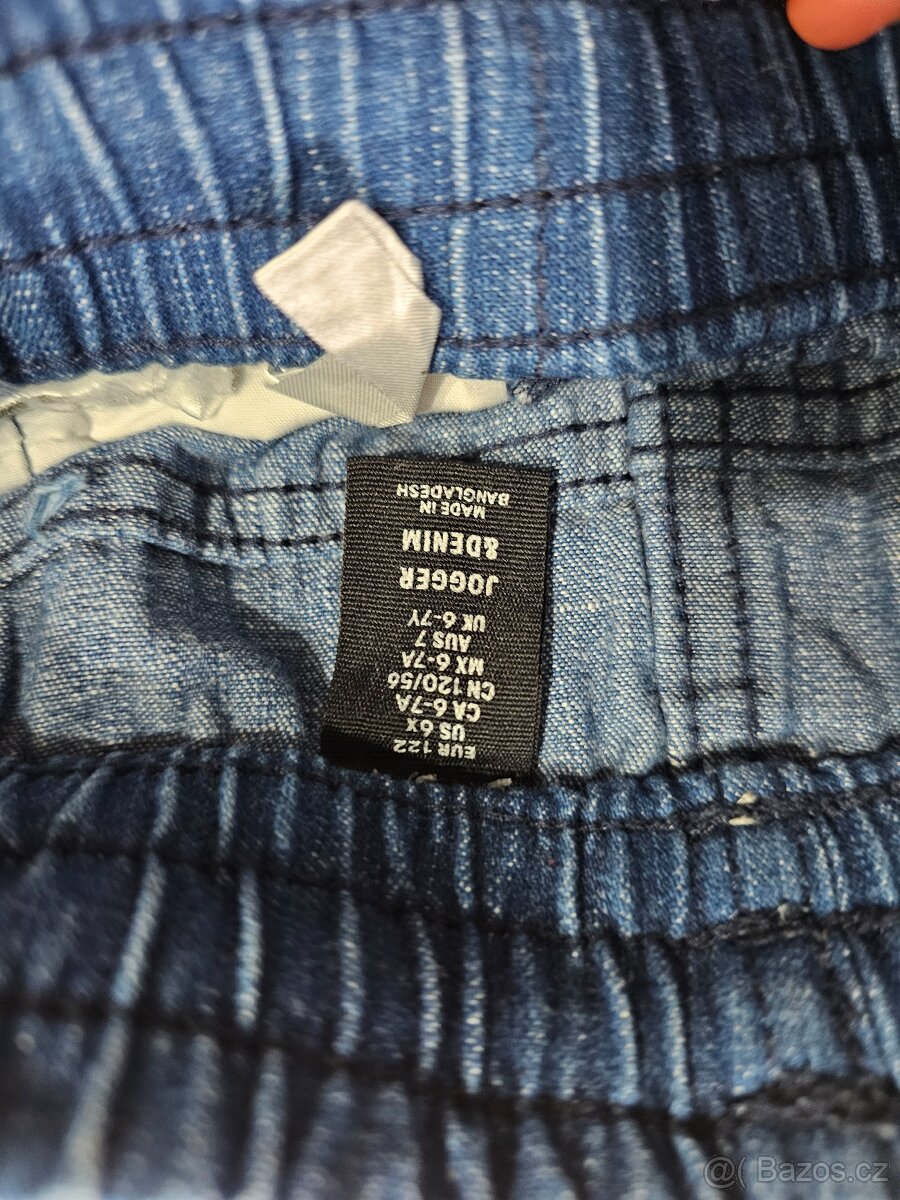 EUR 122
US 6X
CA 6-7A
CN 120/56
MX 6-7A
AUS 7
UK 6-7Y
JOGGER
&DENIM
MADE IN
BANGLADESH
@( Bazos.cz